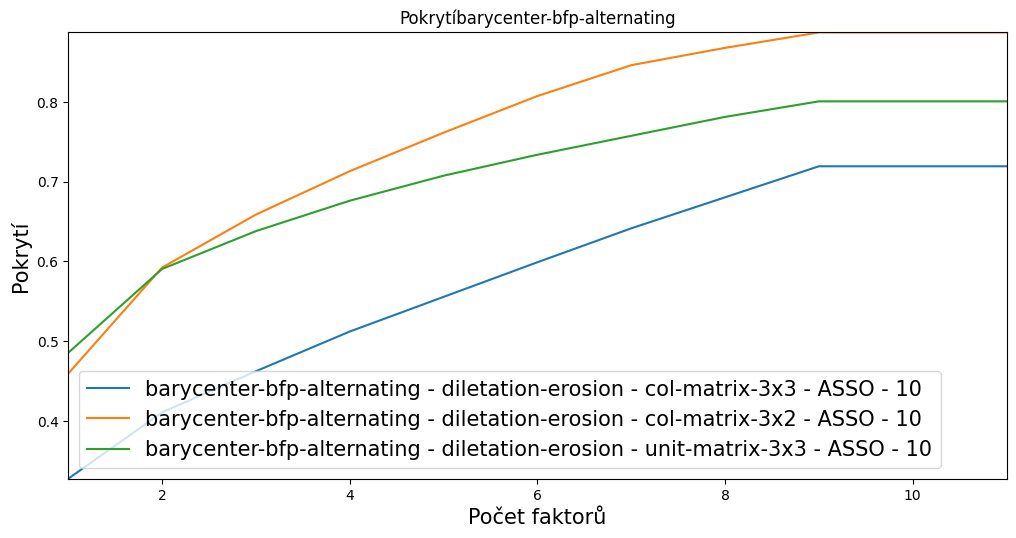 Pokrytíbarycenter-bfp-alternating
Pokrytí
0.8
0.7
0.6
0.5
0.4
barycenter-bfp-alternating - diletation-erosion - col-matrix-3x3 - ASSO - 10
barycenter-bfp-alternating - diletation-erosion - col-matrix-3x2 - ASSO - 10
barycenter-bfp-alternating - diletation-erosion - unit-matrix-3x3 - ASSO - 10
2 4 6 8 10
Počet faktorů